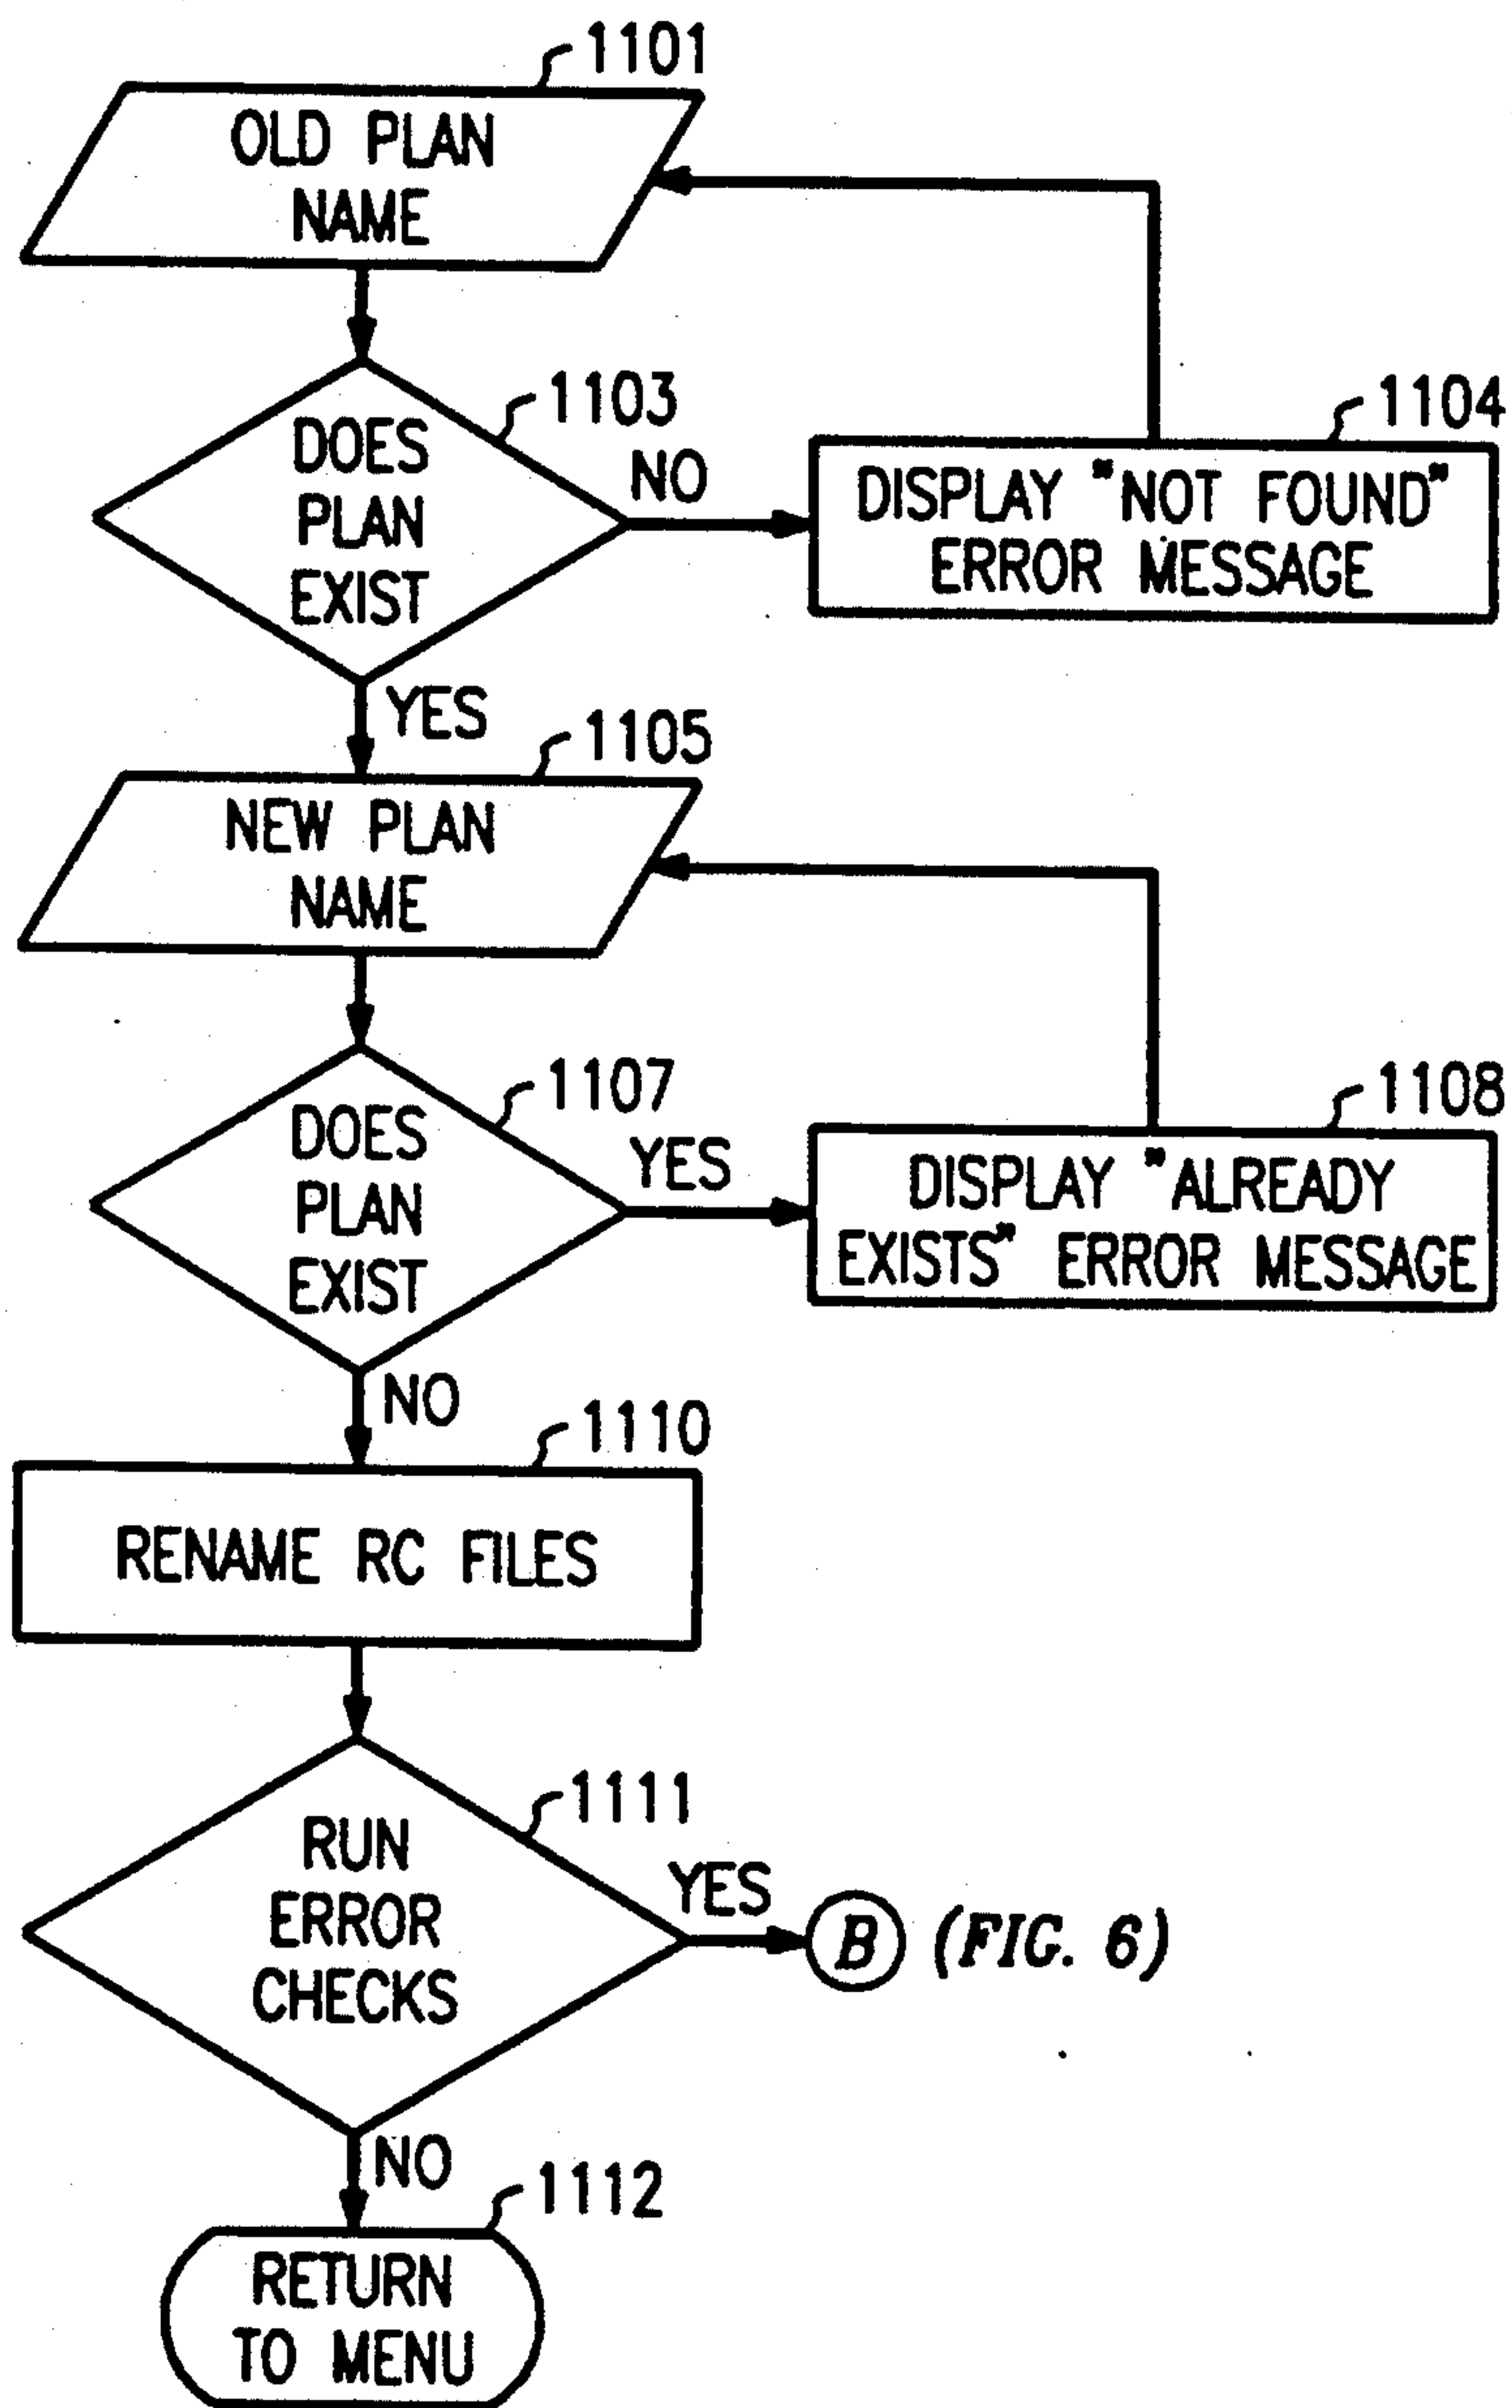 1101
OLD PLAN
NAME
1103
DOES
PLAN
EXIST
NO
1104
DISPLAY "NOT FOUND"
ERROR MESSAGE
YES
1105
NEW PLAN
NAME
1107
DOES
PLAN
EXIST
YES
1108
DISPLAY "ALREADY
EXISTS" ERROR MESSAGE
NO
1110
RENAME RC FILES
1111
RUN
ERROR
CHECKS
YES
B (FIG. 6)
NO
1112
RETURN
TO MENU